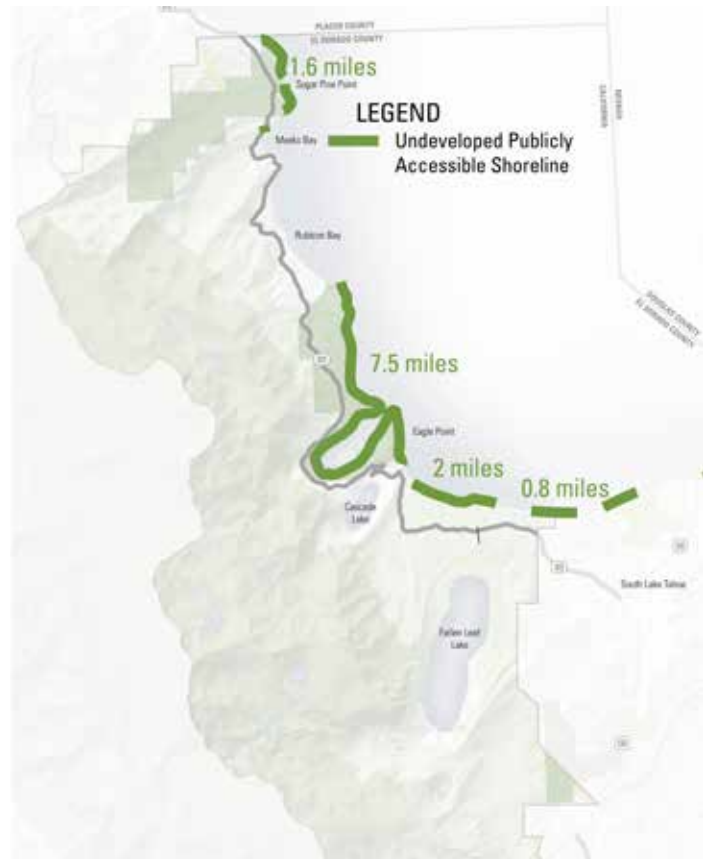 PLACER COUNTY
EL DORADO COUNTY
1.6 miles
Sugar Pine Point
LEGEND
Undeveloped Publicly
Accessible Shoreline
Meeks Bay
NEVADA
CALIFORNIA
Rubicon Bay
DOUGLAS COUNTY
EL DORADO COUNTY
7.5 miles
Eagle Point
2 miles
0.8 miles
Cascade
Lake
South Lake Tahoe
Fallen Leaf
Lake